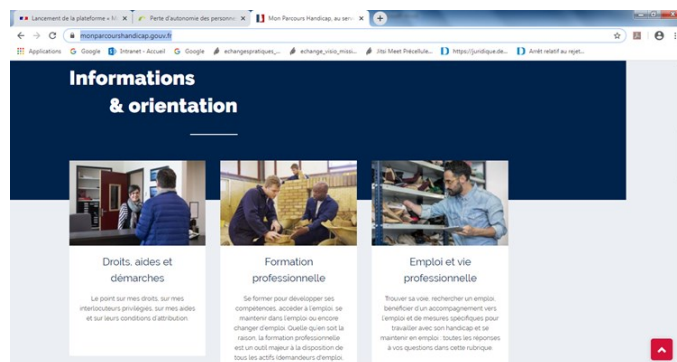 Lancement de la plateforme « M
Perte d'autonomie des personn
Mon Parcours Handicap, au serv
monparcourshandicap.gouv.fr
Applications
Google
Intranet - Accueil
Google
echangespratiques_...
echange_visio_missi...
Jitsi Meet Précellule...
https://juridique.de...
Arrêt relatif au rejet...
Informations
& orientation
Droits, aides et
démarches
Le point sur mes droits, sur mes
interlocuteurs privilégiés, sur mes aides
et sur leurs conditions d'attribution.
Formation
professionnelle
Se former pour développer ses
compétences, accéder à l'emploi, se
maintenir dans l'emploi ou encore
changer d'emploi. Quelle qu'en soit la
raison, la formation professionnelle
est un outil majeur à la disposition de
tous les actifs (demandeurs d'emploi,
Emploi et vie
professionnelle
Trouver sa voie, rechercher un emploi,
bénéficier d'un accompagnement vers
l'emploi et de mesures spécifiques pour
travailler avec son handicap et se
maintenir en emploi : toutes les réponses
à vos questions dans cette rubrique.